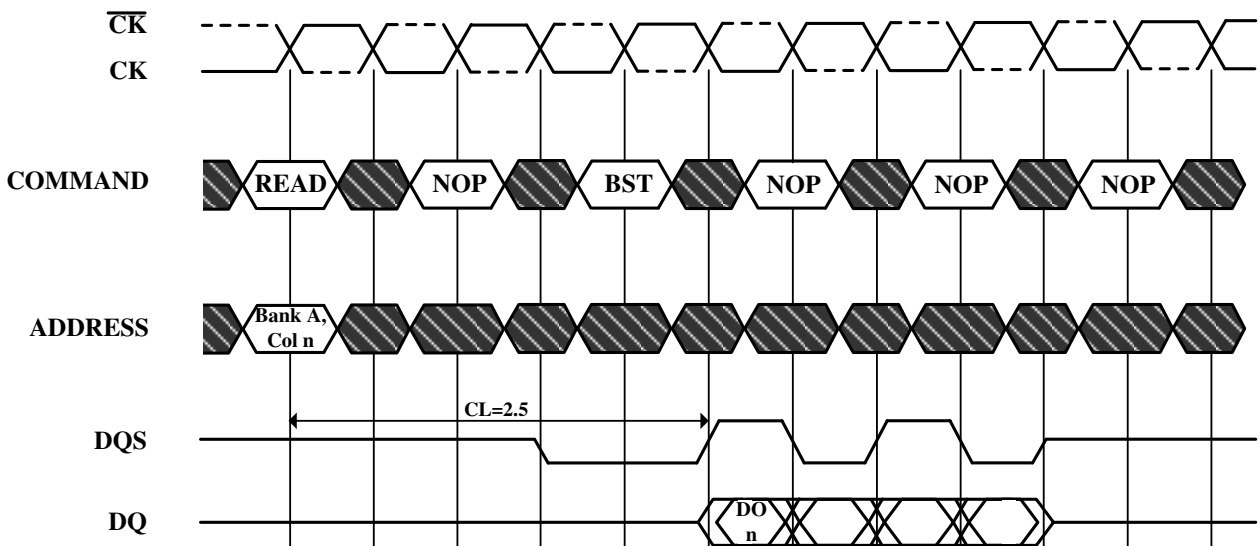 CK
CK
COMMAND
READ NOP BST NOP NOP NOP
ADDRESS
Bank A,
Col n
CL=2.5
DQS
DQ
DO
n